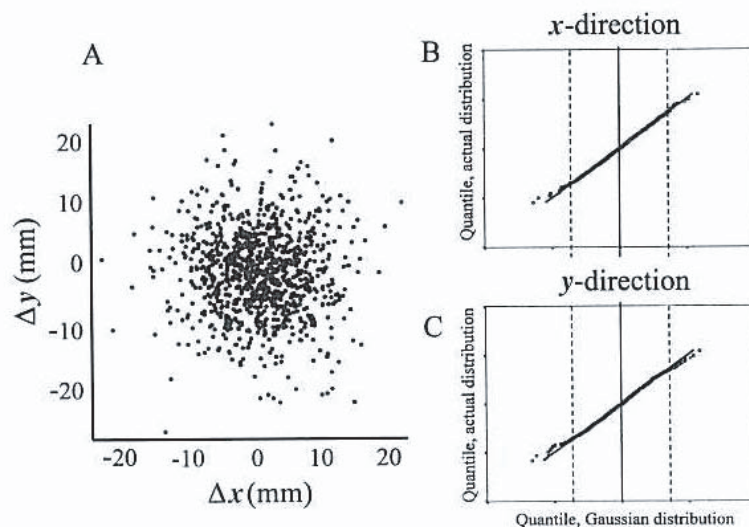 A
20
10
0
-10
-20
Δy (mm)
-20 -10 0 10 20
Δx (mm)
x-direction
B
Quantile, actual distribution
y-direction
C
Quantile, actual distribution
Quantile, Gaussian distribution